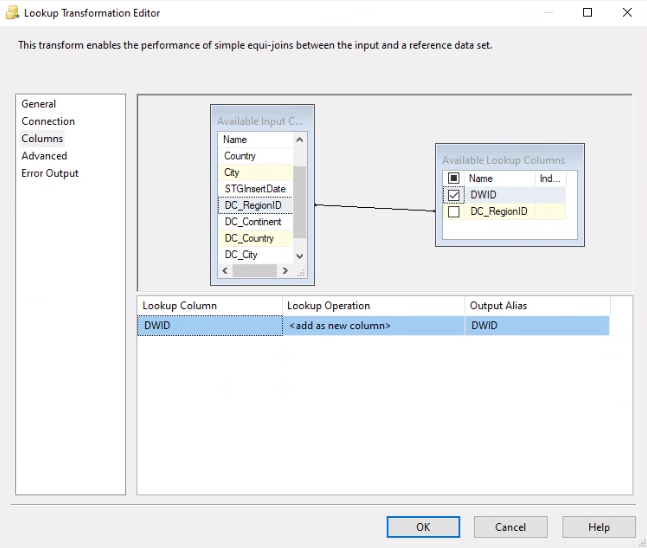 Lookup Transformation Editor
This transform enables the performance of simple equi-joins between the input and a reference data set.
General
Connection
Columns
Advanced
Error Output
Available Input C...
Name
Country
City
STGInsertDate
DC_RegionID
DC_Continent
DC_Country
DC_City
Available Lookup Columns
Name Ind...
DWID
DC_RegionID
Lookup Column Lookup Operation Output Alias
DWID <add as new column> DWID
OK Cancel Help